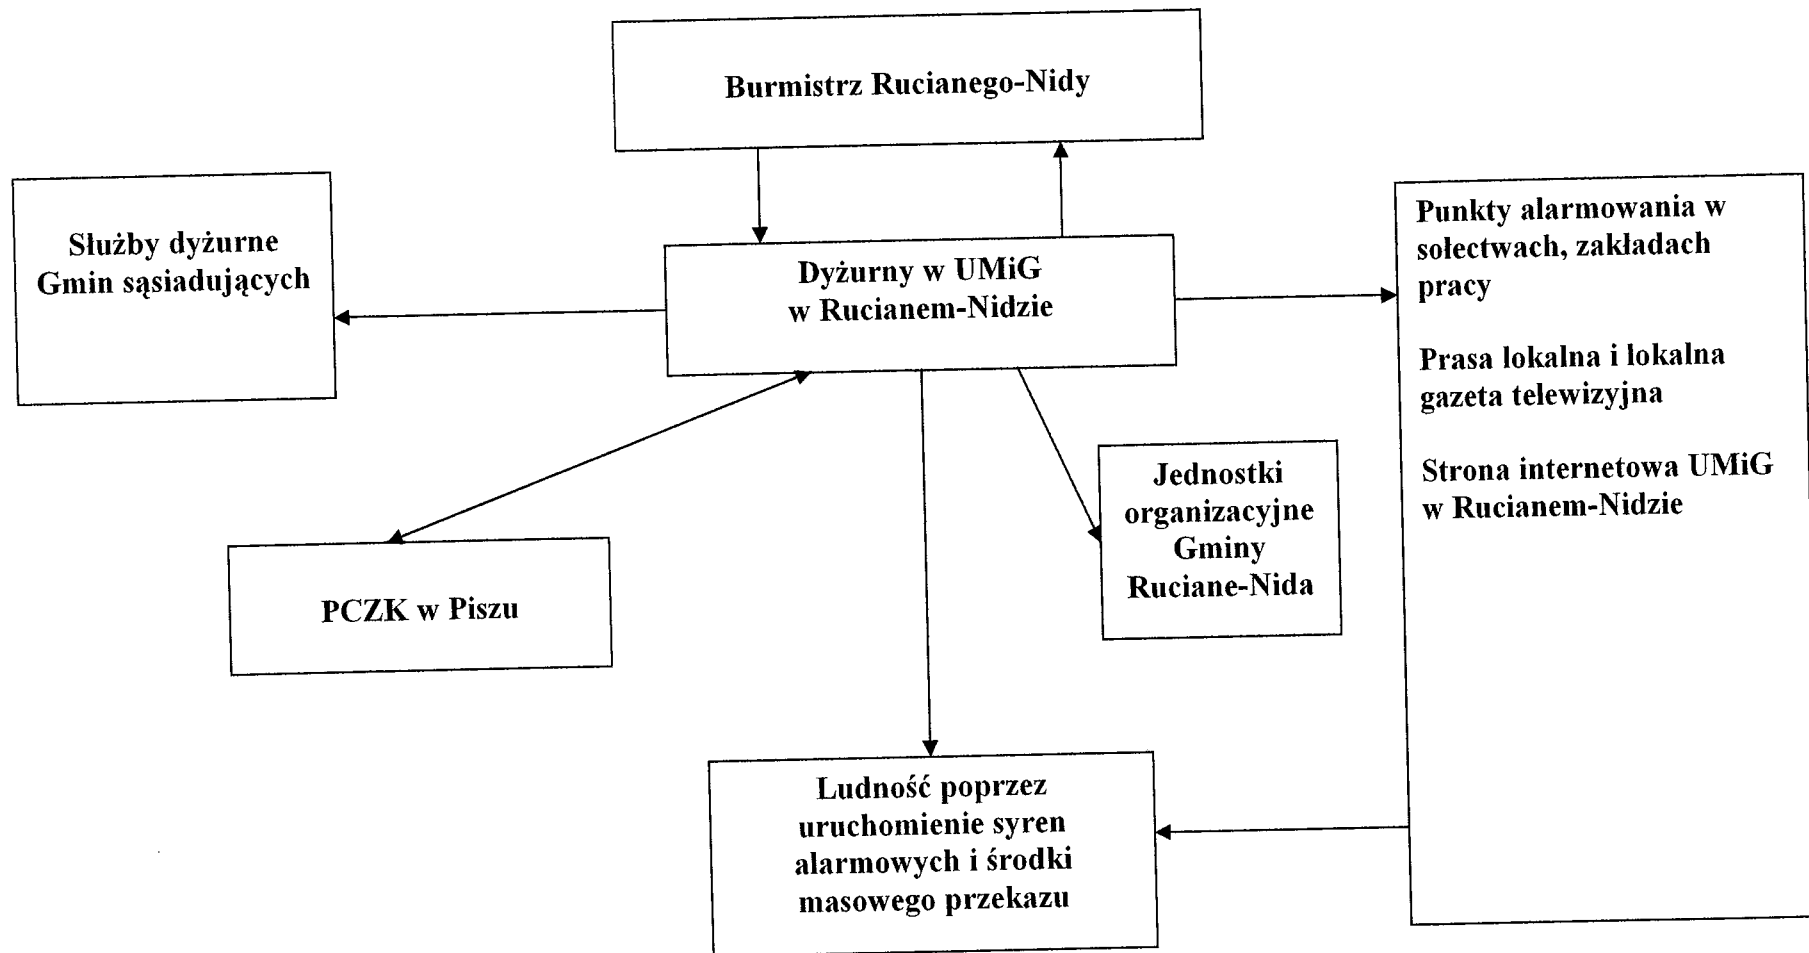 Burmistrz Rucianego-Nidy
Służby dyżurne
Gmin sąsiadujących
Dyżurny w UMiG
w Rucianem-Nidzie
Punkty alarmowania w
sołectwach, zakładach
pracy
Prasa lokalna i lokalna
gazeta telewizyjna
Strona internetowa UMiG
w Rucianem-Nidzie
Jednostki
organizacyjne
Gminy
Ruciane-Nida
PCZK w Piszu
Ludność poprzez
uruchomienie syren
alarmowych i środki
masowego przekazu